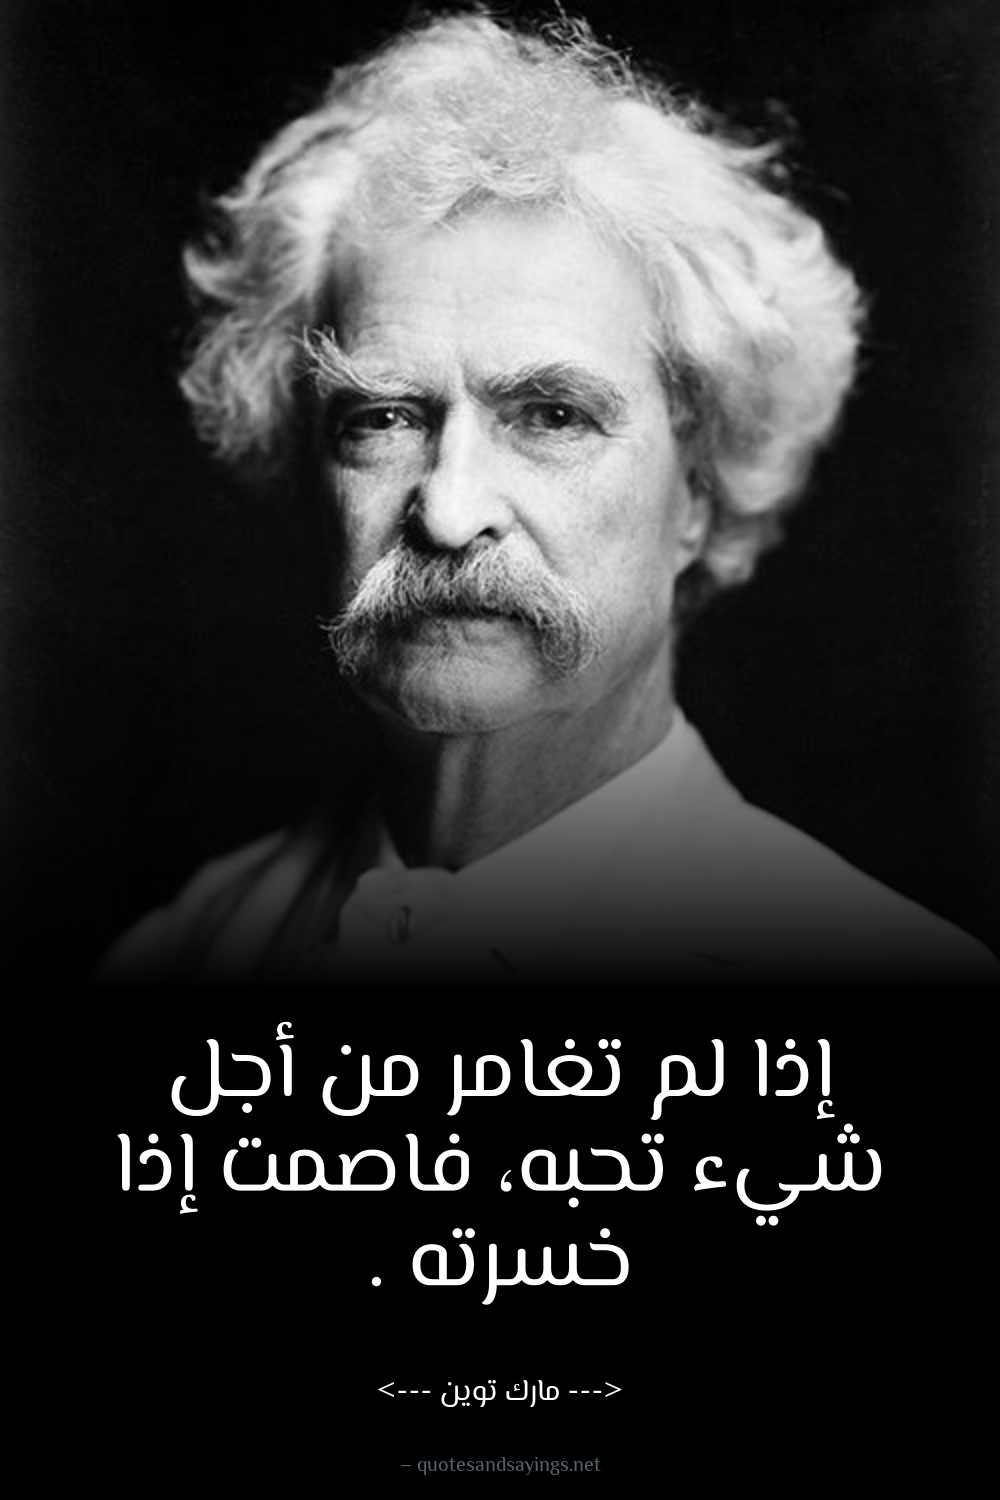 إذا لم تغامر من أجل
شيء تحبه، فاصمت إذا
خسرته .
<--- مارك توين --->
– quotesandsayings.net